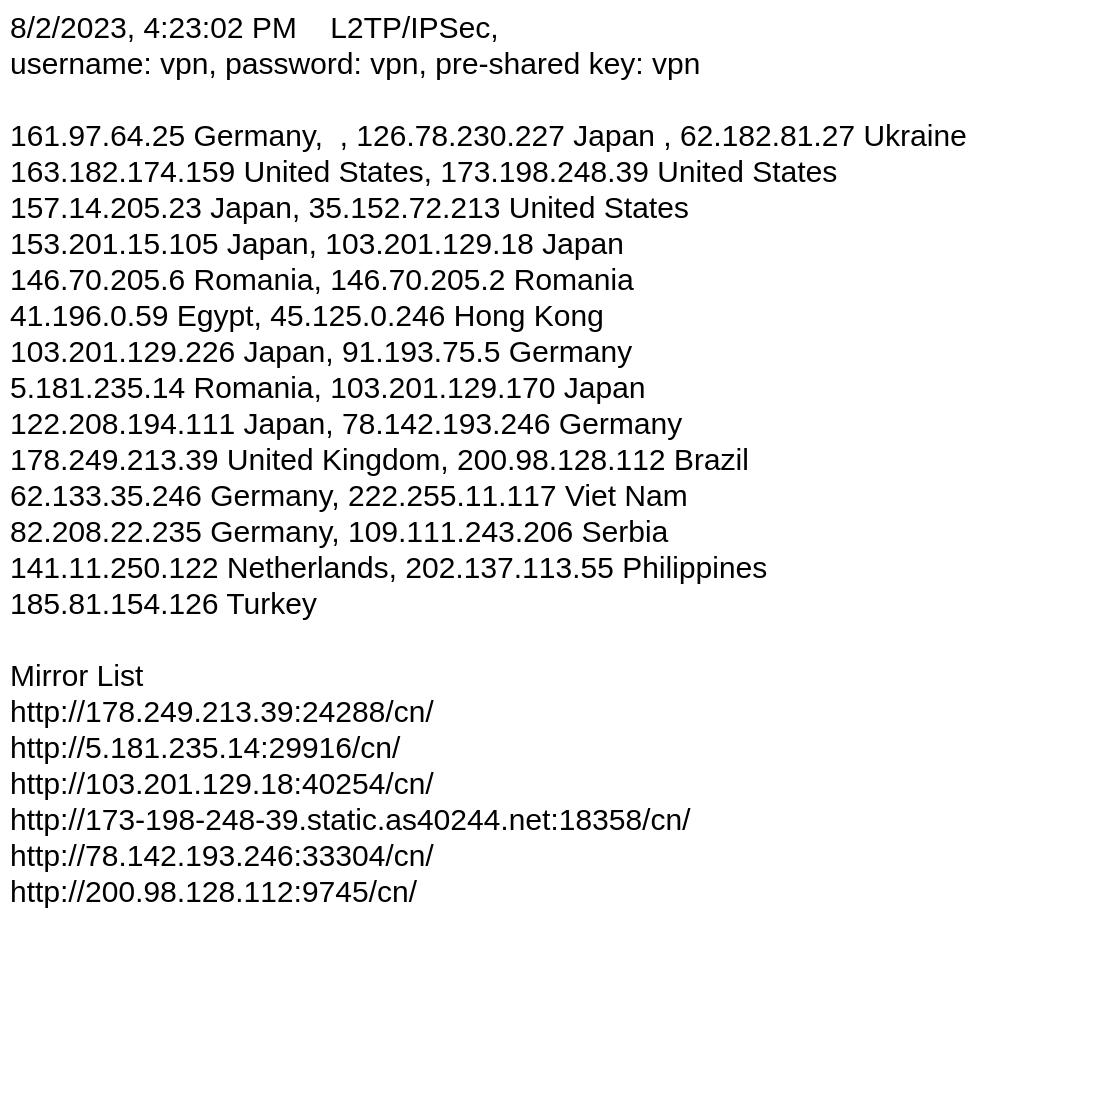 8/2/2023, 4:23:02 PM    L2TP/IPSec,
username: vpn, password: vpn, pre-shared key: vpn

161.97.64.25 Germany,  , 126.78.230.227 Japan , 62.182.81.27 Ukraine
163.182.174.159 United States, 173.198.248.39 United States
157.14.205.23 Japan, 35.152.72.213 United States
153.201.15.105 Japan, 103.201.129.18 Japan
146.70.205.6 Romania, 146.70.205.2 Romania
41.196.0.59 Egypt, 45.125.0.246 Hong Kong
103.201.129.226 Japan, 91.193.75.5 Germany
5.181.235.14 Romania, 103.201.129.170 Japan
122.208.194.111 Japan, 78.142.193.246 Germany
178.249.213.39 United Kingdom, 200.98.128.112 Brazil
62.133.35.246 Germany, 222.255.11.117 Viet Nam
82.208.22.235 Germany, 109.111.243.206 Serbia
141.11.250.122 Netherlands, 202.137.113.55 Philippines
185.81.154.126 Turkey

Mirror List
http://178.249.213.39:24288/cn/
http://5.181.235.14:29916/cn/
http://103.201.129.18:40254/cn/
http://173-198-248-39.static.as40244.net:18358/cn/
http://78.142.193.246:33304/cn/
http://200.98.128.112:9745/cn/